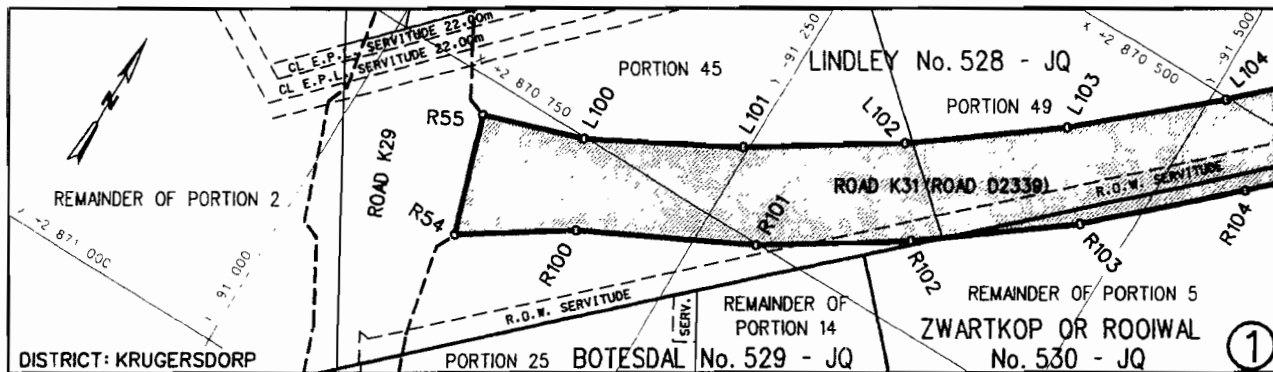 CL E.P.L. SERVITUDE 22.00m
CL E.P.L. SERVITUDE 22.00m
N
REMAINDER OF PORTION 2
ROAD K29
R55
R54
X +2 870 750
L100
PORTION 45
L101
Y -91 250
LINDLEY No. 528 - JQ
PORTION 49
L102
L103
X +2 870 500
Y -91 500
L104
ROAD K31 (ROAD D2339)
R.O.W. SERVITUDE
R100
R101
R102
R103
R104
Y +2 871 00C
91 000
R.O.W. SERVITUDE
SERV.
REMAINDER OF
PORTION 14
REMAINDER OF PORTION 5
ZWARTKOP OR ROOIWAL
No. 530 - JQ
DISTRICT: KRUGERSDORP
PORTION 25
BOTESDAL No. 529 - JQ
1